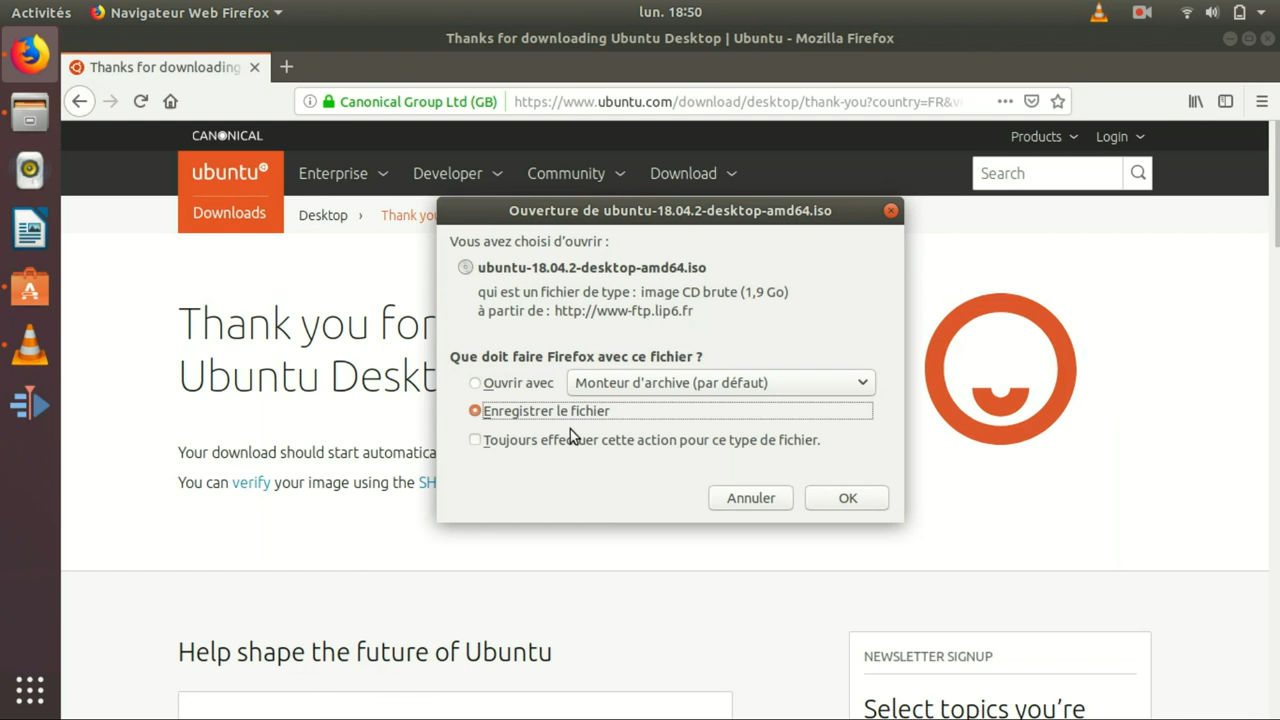 Activités
Navigateur Web Firefox
lun. 18:50
Thanks for downloading Ubuntu Desktop | Ubuntu - Mozilla Firefox
Thanks for downloading
Canonical Group Ltd (GB)
https://www.ubuntu.com/download/desktop/thank-you?country=FR&
CANONICAL
Products
Login
ubuntu
Enterprise
Developer
Community
Download
Search
Downloads
Desktop
Thank you
Ouverture de ubuntu-18.04.2-desktop-amd64.iso
Vous avez choisi d'ouvrir :
ubuntu-18.04.2-desktop-amd64.iso
qui est un fichier de type : image CD brute (1,9 Go)
à partir de : http://www-ftp.lip6.fr
Que doit faire Firefox avec ce fichier ?
Ouvrir avec
Monteur d'archive (par défaut)
Enregistrer le fichier
Toujours effectuer cette action pour ce type de fichier.
Annuler
OK
Thank you for
Ubuntu Deskt
Your download should start automatica
You can verify your image using the SH
Help shape the future of Ubuntu
NEWSLETTER SIGNUP
Select topics you're